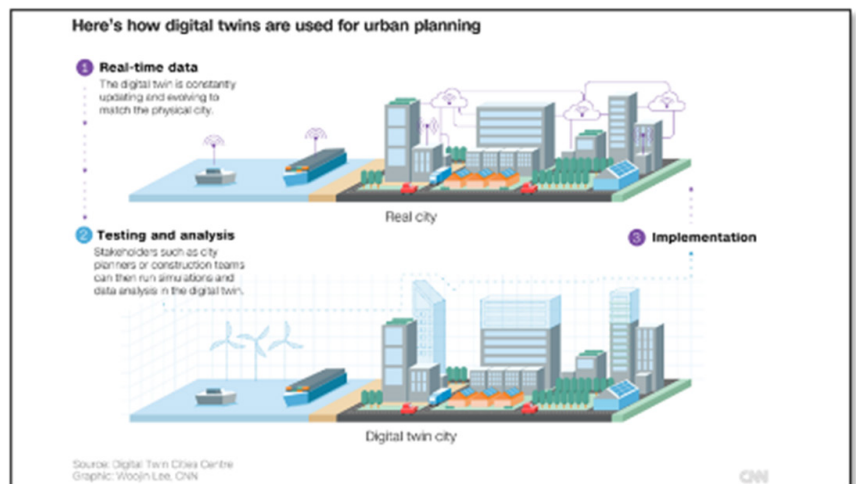 Here's how digital twins are used for urban planning
1 Real-time data
The digital twin is constantly
updating and evolving to
match the physical city.
Real city
2 Testing and analysis
Stakeholders such as city
planners or construction teams
can then run simulations and
data analysis in the digital twin.
3 Implementation
Digital twin city
Source: Digital Twin Cities Centre
Graphic: Woojin Lee, CNN
CNN